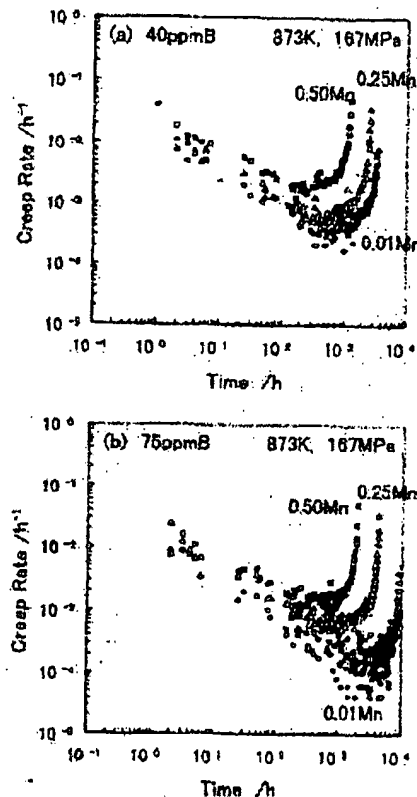 (a) 40ppmB 873K, 167MPa
10⁰
10⁻¹
10⁻²
10⁻³
10⁻⁴
10⁻⁵
Creep Rate /h⁻¹
0.50Mn
0.25Mn
0.01Mn
10⁻¹ 10⁰ 10¹ 10² 10³ 10⁴
Time /h
(b) 75ppmB 873K, 167MPa
10⁰
10⁻¹
10⁻²
10⁻³
10⁻⁴
10⁻⁵
Creep Rate /h⁻¹
0.50Mn
0.25Mn
0.01Mn
10⁻¹ 10⁰ 10¹ 10² 10³ 10⁴
Time /h